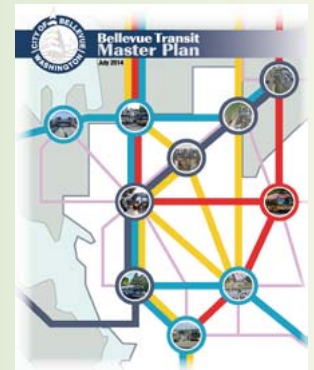 CITY OF BELLEVUE
WASHINGTON
Bellevue Transit
Master Plan
July 2014